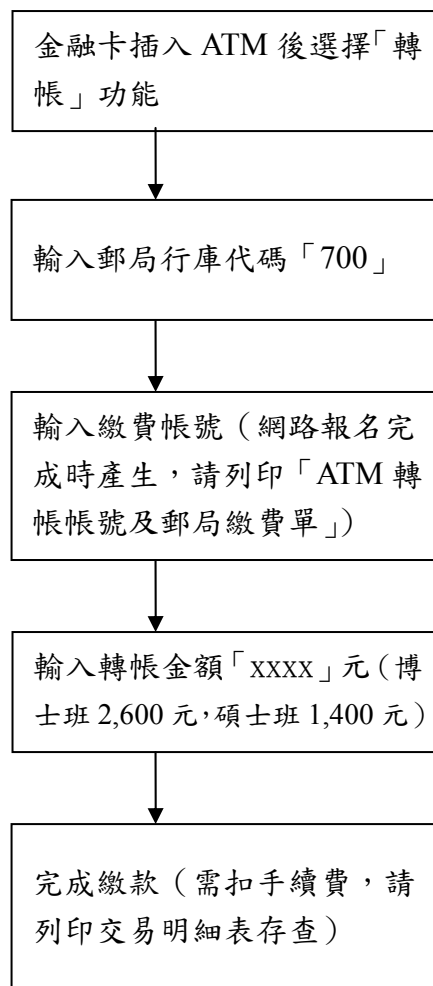 金融卡插入 ATM 後選擇「轉
帳」功能
輸入郵局行庫代碼「700」
輸入繳費帳號（網路報名完
成時產生，請列印「ATM 轉
帳帳號及郵局繳費單」）
輸入轉帳金額「xxxx」元（博
士班 2,600 元，碩士班 1,400 元）
完成繳款（需扣手續費，請
列印交易明細表存查）